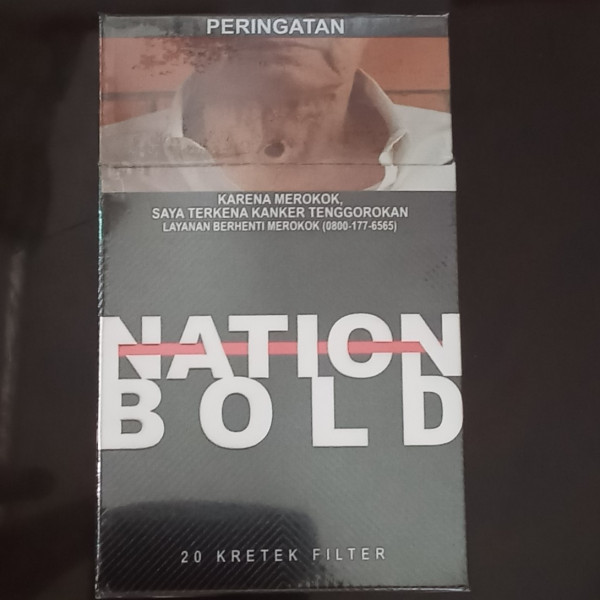 PERINGATAN
KARENA MEROKOK,
SAYA TERKENA KANKER TENGGOROKAN
LAYANAN BERHENTI MEROKOK (0800-177-6565)
NATION
BOLD
20 KRETEK FILTER